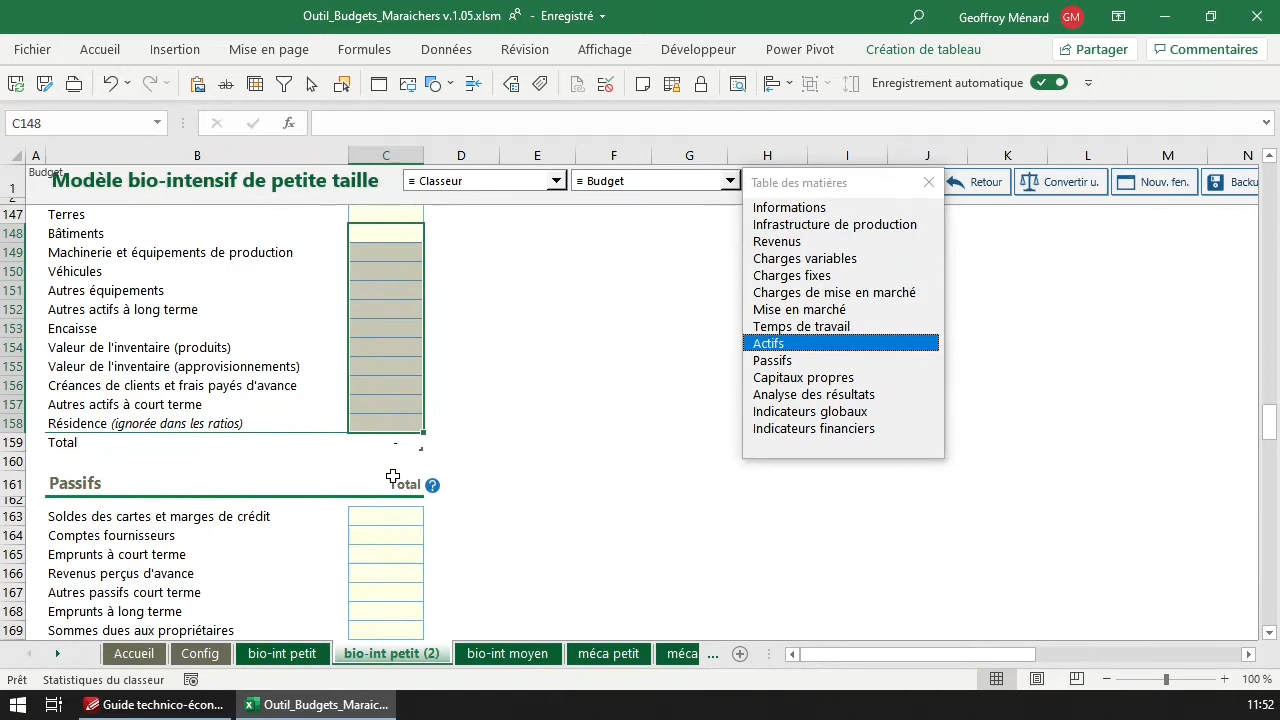 Outil_Budgets_Maraichers v.1.05.xlsm - Enregistré
Geoffroy Ménard GM
Fichier Accueil Insertion Mise en page Formules Données Révision Affichage Développeur Power Pivot Création de tableau Partager Commentaires
Enregistrement automatique
C148
fx
A B C D E F G H I J K L M N
Budget
1 Modèle bio-intensif de petite taille ≡ Classeur ≡ Budget Table des matières Retour Convertir u. Nouv. fen. Backu
2
147 Terres
148 Bâtiments
149 Machinerie et équipements de production
150 Véhicules
151 Autres équipements
152 Autres actifs à long terme
153 Encaisse
154 Valeur de l'inventaire (produits)
155 Valeur de l'inventaire (approvisionnements)
156 Créances de clients et frais payés d'avance
157 Autres actifs à court terme
158 Résidence (ignorée dans les ratios)
159 Total -
160
161 Passifs Total ?
162
163 Soldes des cartes et marges de crédit
164 Comptes fournisseurs
165 Emprunts à court terme
166 Revenus perçus d'avance
167 Autres passifs court terme
168 Emprunts à long terme
169 Sommes dues aux propriétaires
Informations
Infrastructure de production
Revenus
Charges variables
Charges fixes
Charges de mise en marché
Mise en marché
Temps de travail
Actifs
Passifs
Capitaux propres
Analyse des résultats
Indicateurs globaux
Indicateurs financiers
Accueil Config bio-int petit bio-int petit (2) bio-int moyen méca petit méca ...
Prêt Statistiques du classeur 100 %
Guide technico-écon... Outil_Budgets_Maraic... 11:52